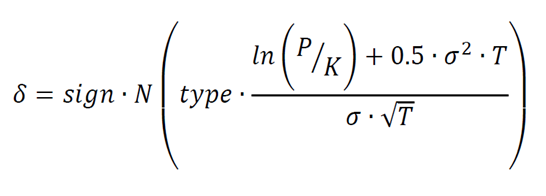 δ = sign · N ( type · (ln(P/K) + 0.5 · σ² · T) / (σ · √T) )